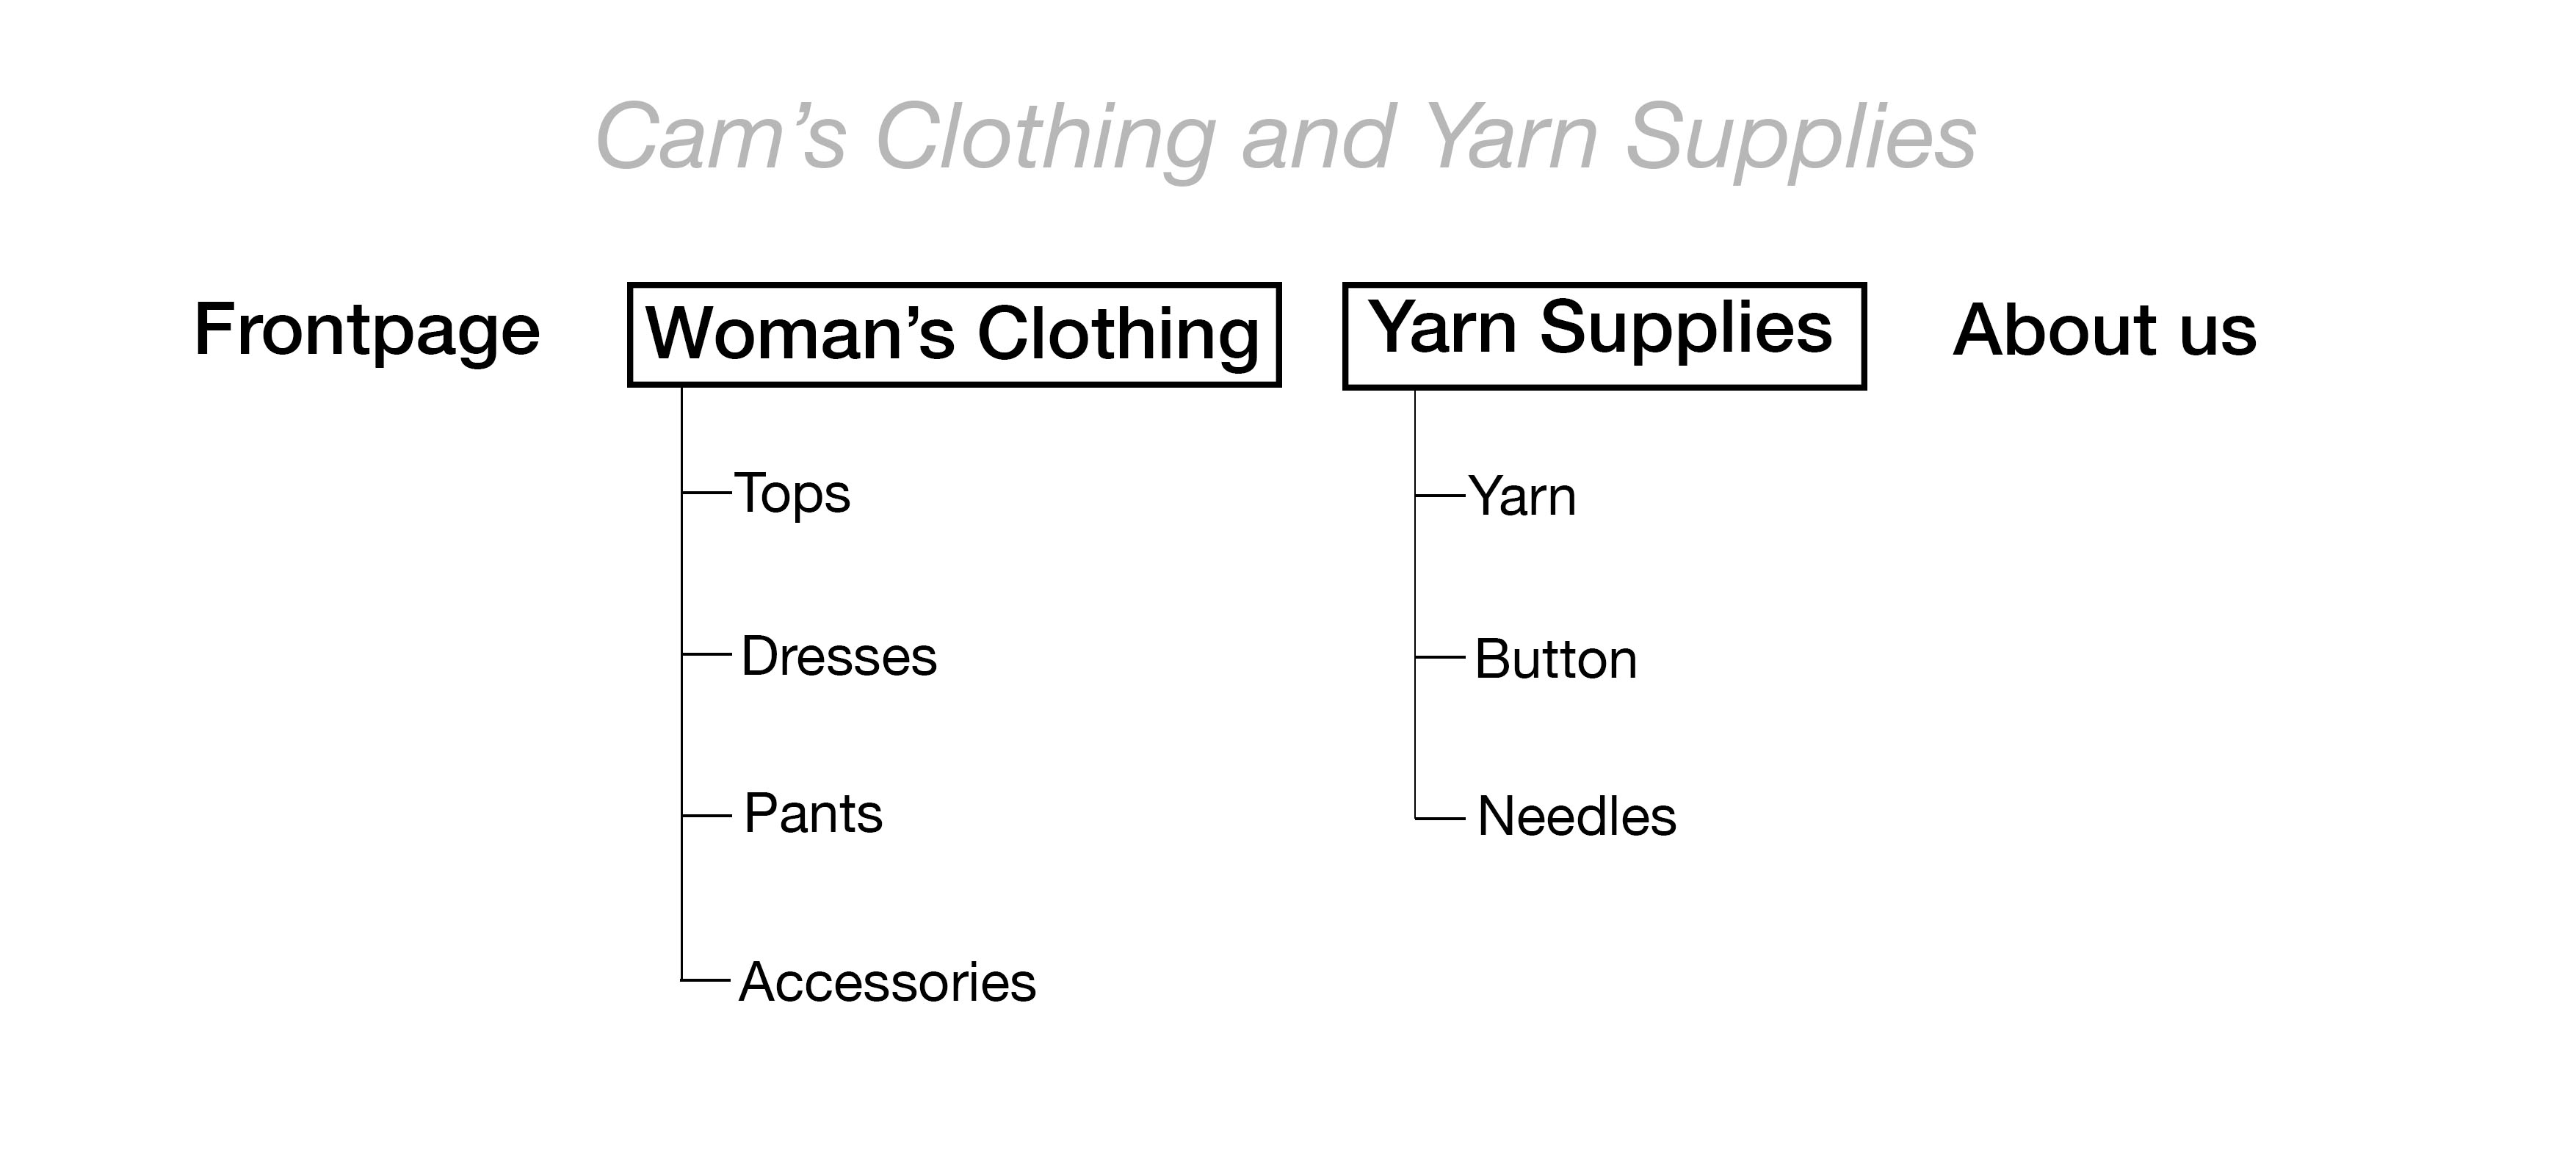 Cam’s Clothing and Yarn Supplies
Frontpage
Woman’s Clothing
Yarn Supplies
About us
Tops
Dresses
Pants
Accessories
Yarn
Button
Needles